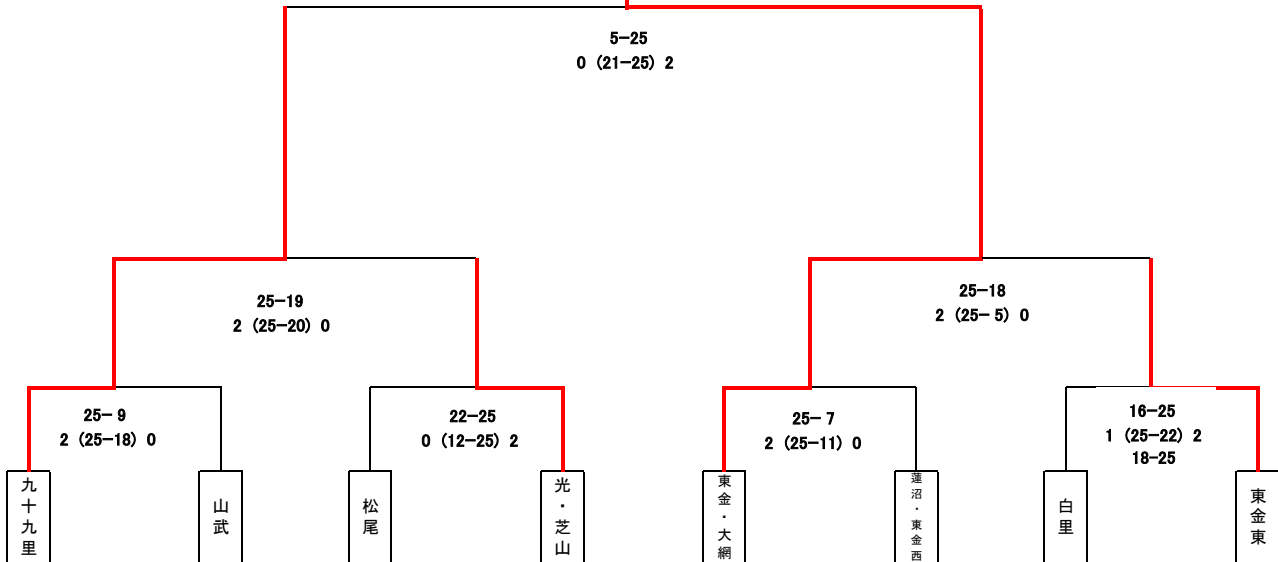 5-25
0 (21-25) 2
25-19
2 (25-20) 0
25-18
2 (25- 5) 0
25- 9
2 (25-18) 0
22-25
0 (12-25) 2
25- 7
2 (25-11) 0
16-25
1 (25-22) 2
18-25
九十九里
山武
松尾
光・芝山
東金・大網
蓮沼・東金西
白里
東金東